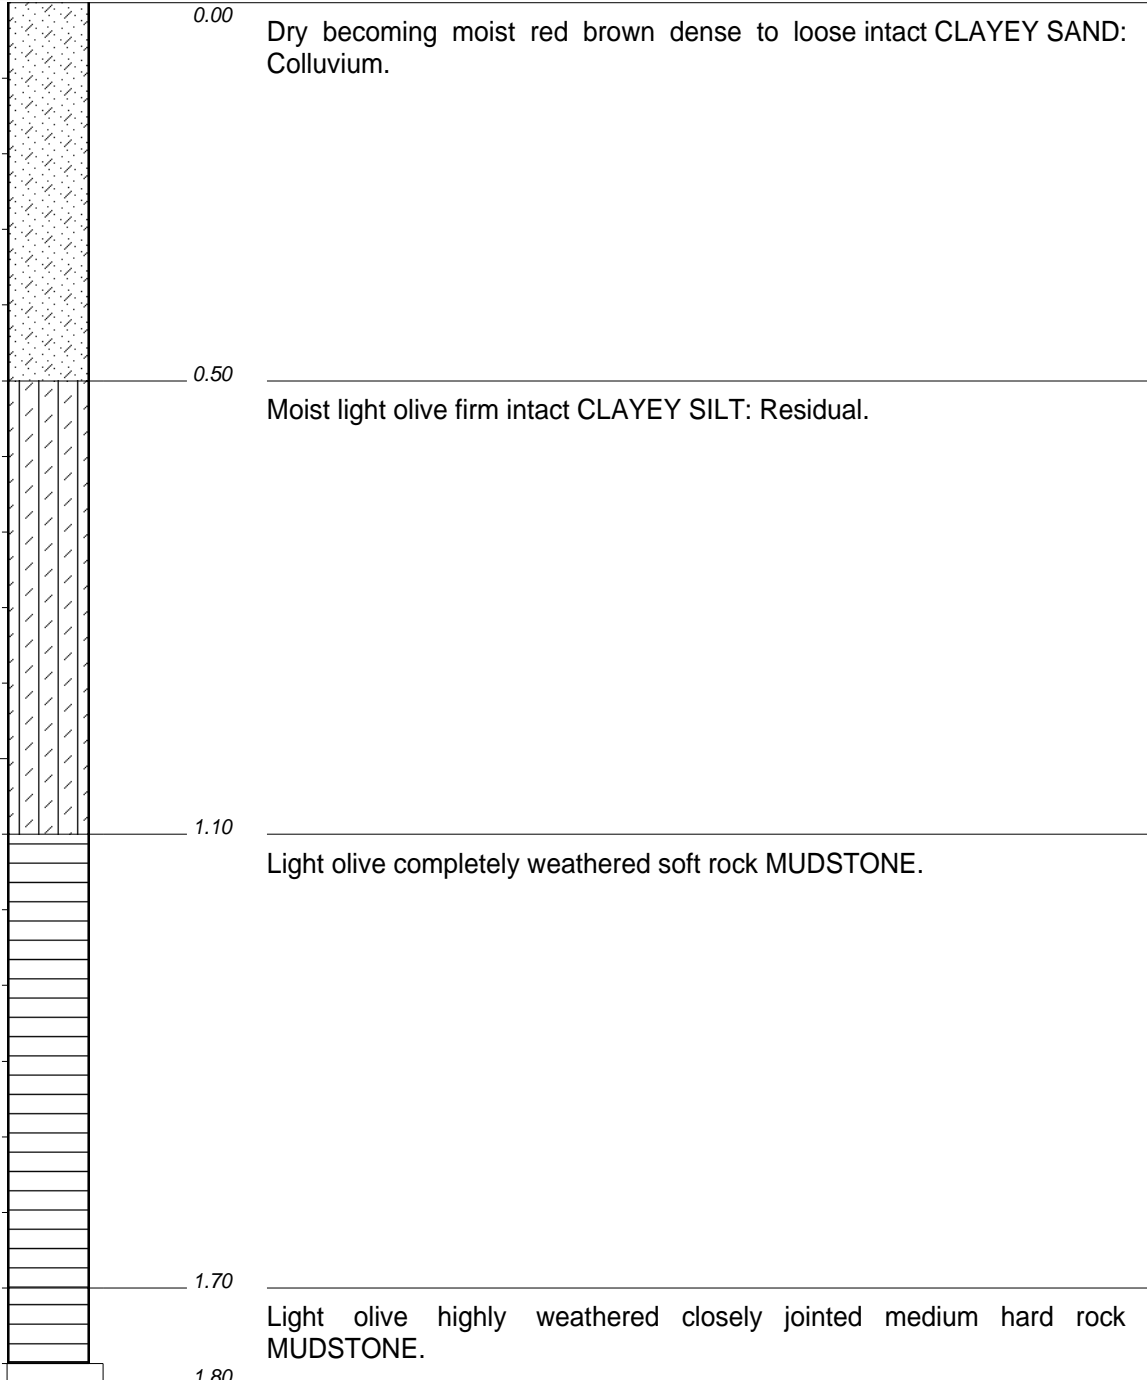 0.00
Dry becoming moist red brown dense to loose intact CLAYEY SAND:
Colluvium.
0.50
Moist light olive firm intact CLAYEY SILT: Residual.
1.10
Light olive completely weathered soft rock MUDSTONE.
1.70
Light olive highly weathered closely jointed medium hard rock
MUDSTONE.
1.80